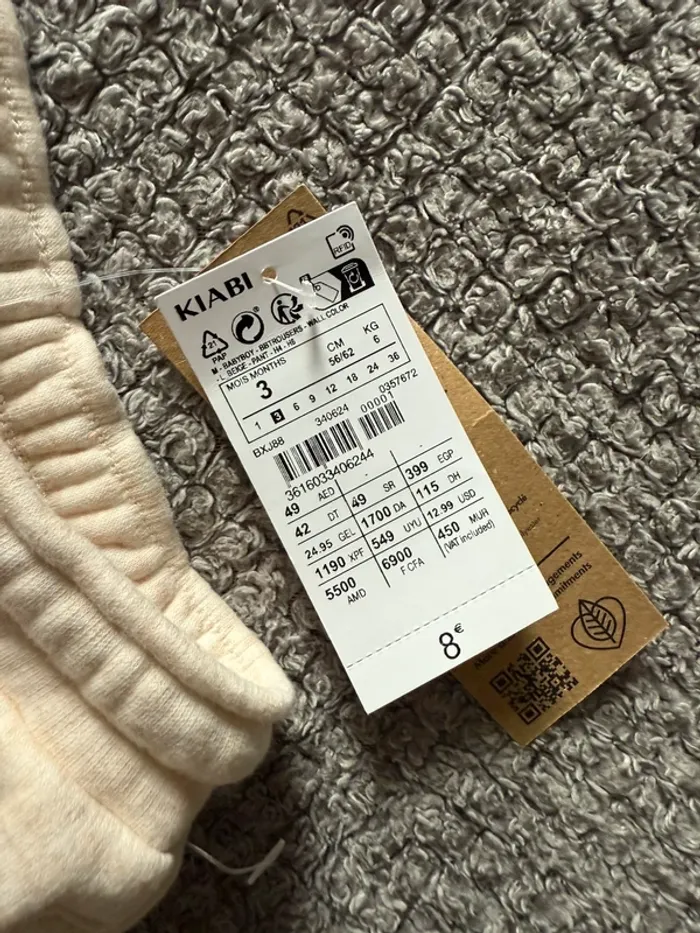 RFID
KIABI
21
PAP
M - BABYBOY - BBTROUSERS - WALL COLOR
- L BEIGE - PANT - H4 - H5
MOIS MONTHS CM KG
3 56/62 6
1 3 6 9 12 18 24 36
BXJ88 340624 0357672
00001
3616033406244
49 AED 49 SR 399 EGP
42 DT 1700 DA 115 DH
24.95 GEL 549 UYU 12.99 USD
1190 XPF 6900 F CFA 450 MUR
(VAT included)
5500 AMD
8€